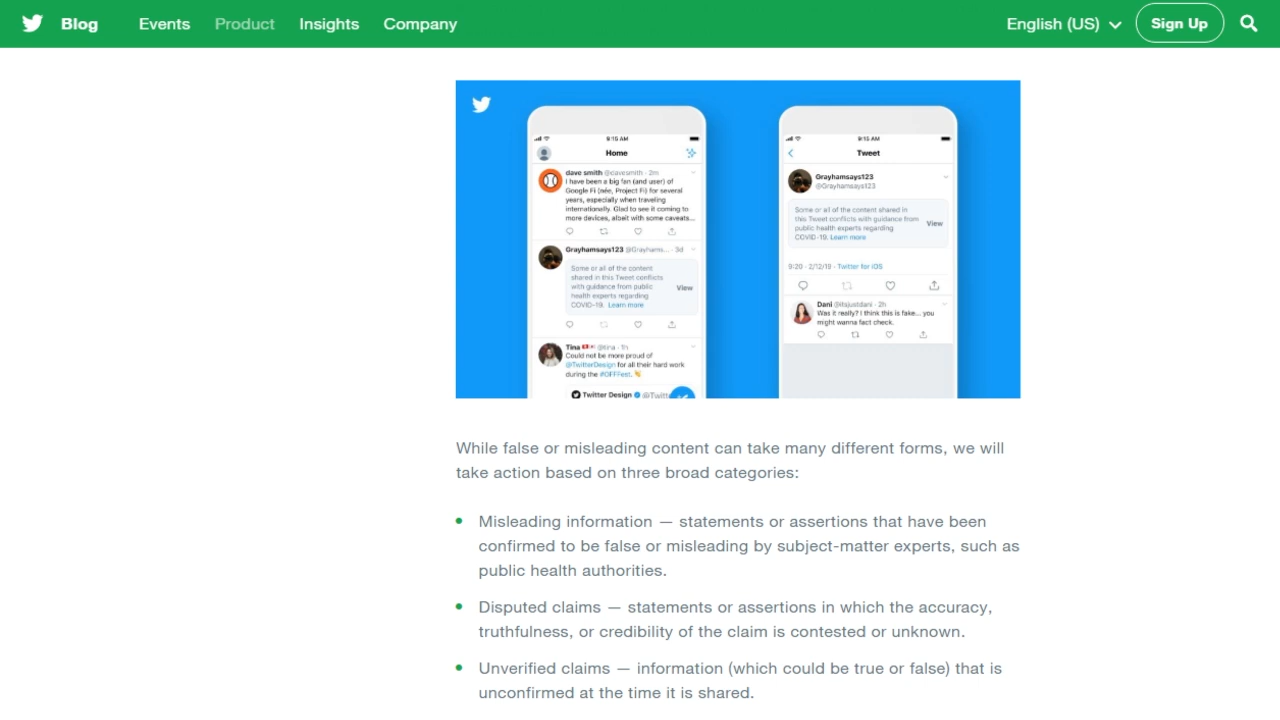 Blog
Events
Product
Insights
Company
English (US)
Sign Up
9:15 AM
Home
dave smith @davesmith · 2m
I have been a big fan (and user) of
Google Fi (née, Project Fi) for several
years, especially when traveling
internationally. Glad to see it coming to
more devices, albeit with some caveats...
Grayhamsays123 @Grayhams... · 3d
Some or all of the content
shared in this Tweet conflicts
with guidance from public
health experts regarding
COVID-19. Learn more
View
Tina @tina · 1h
Could not be more proud of
@TwitterDesign for all their hard work
during the #OFFFest. 👏
Twitter Design
9:15 AM
Tweet
Grayhamsays123
@Grayhamsays123
Some or all of the content shared in
this Tweet conflicts with guidance from
public health experts regarding
COVID-19. Learn more
View
9:20 · 2/12/19 · Twitter for iOS
Dani @itsjustdani · 2h
Was it really? I think this is fake... you
might wanna fact check.
While false or misleading content can take many different forms, we will
take action based on three broad categories:
• Misleading information — statements or assertions that have been
confirmed to be false or misleading by subject-matter experts, such as
public health authorities.
• Disputed claims — statements or assertions in which the accuracy,
truthfulness, or credibility of the claim is contested or unknown.
• Unverified claims — information (which could be true or false) that is
unconfirmed at the time it is shared.